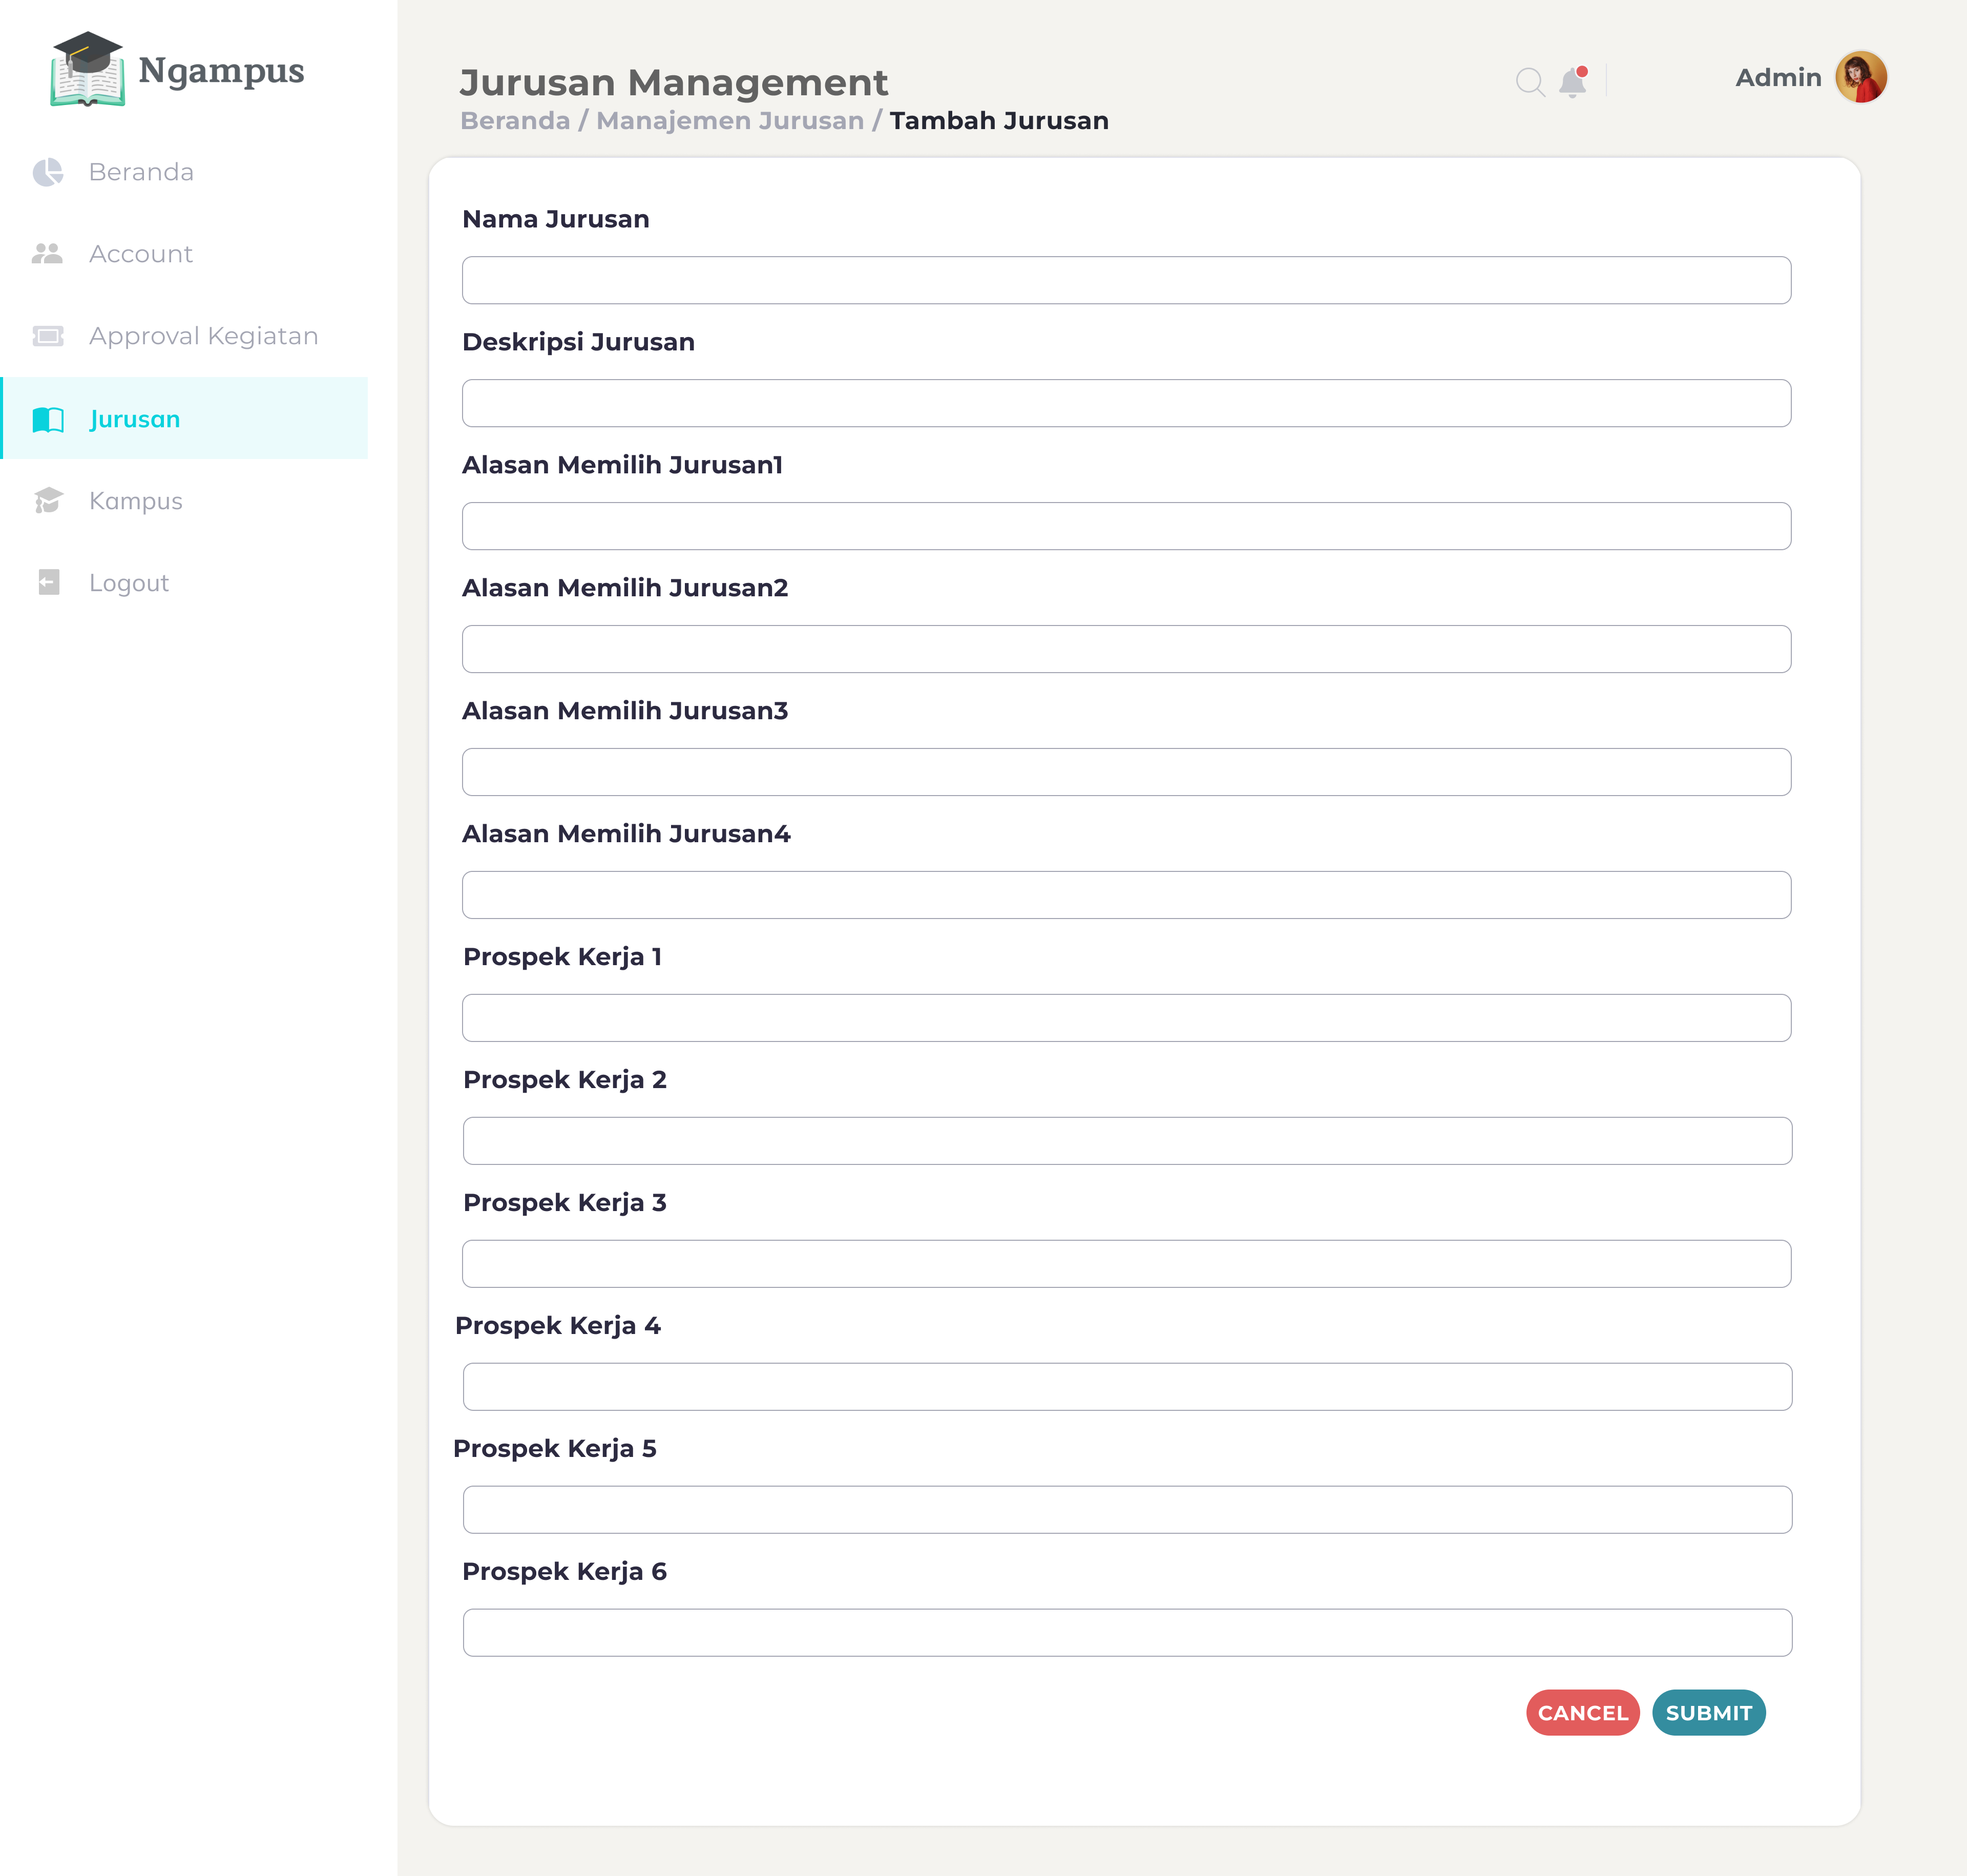 Ngampus
Beranda
Account
Approval Kegiatan
Jurusan
Kampus
Logout
Jurusan Management
Beranda / Manajemen Jurusan / Tambah Jurusan
Admin
Nama Jurusan
Deskripsi Jurusan
Alasan Memilih Jurusan1
Alasan Memilih Jurusan2
Alasan Memilih Jurusan3
Alasan Memilih Jurusan4
Prospek Kerja 1
Prospek Kerja 2
Prospek Kerja 3
Prospek Kerja 4
Prospek Kerja 5
Prospek Kerja 6
CANCEL
SUBMIT